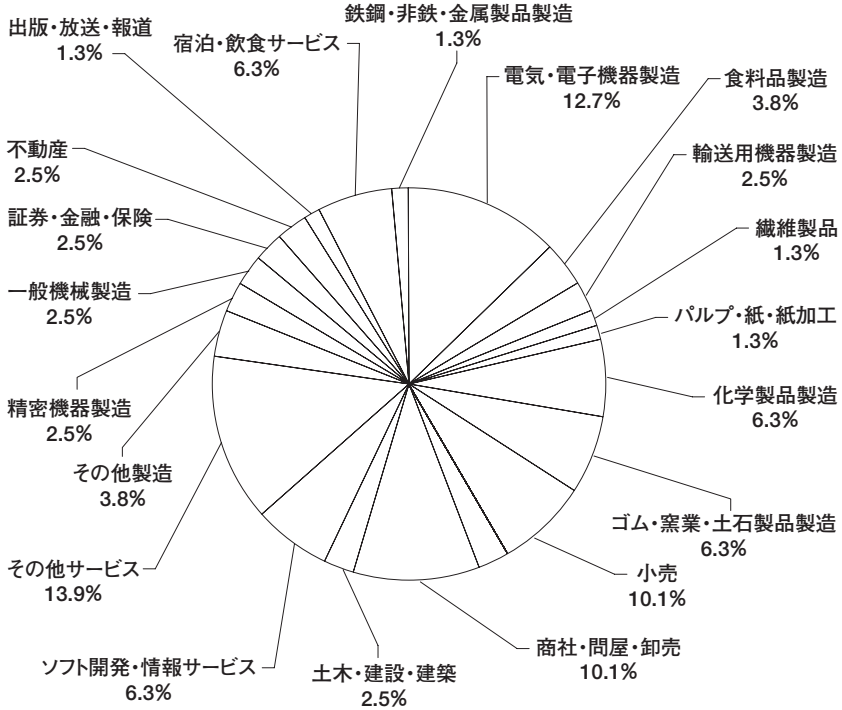 鉄鋼・非鉄・金属製品製造
1.3%
電気・電子機器製造
12.7%
食料品製造
3.8%
輸送用機器製造
2.5%
繊維製品
1.3%
パルプ・紙・紙加工
1.3%
化学製品製造
6.3%
ゴム・窯業・土石製品製造
6.3%
小売
10.1%
商社・問屋・卸売
10.1%
土木・建設・建築
2.5%
ソフト開発・情報サービス
6.3%
その他サービス
13.9%
その他製造
3.8%
精密機器製造
2.5%
一般機械製造
2.5%
証券・金融・保険
2.5%
不動産
2.5%
出版・放送・報道
1.3%
宿泊・飲食サービス
6.3%